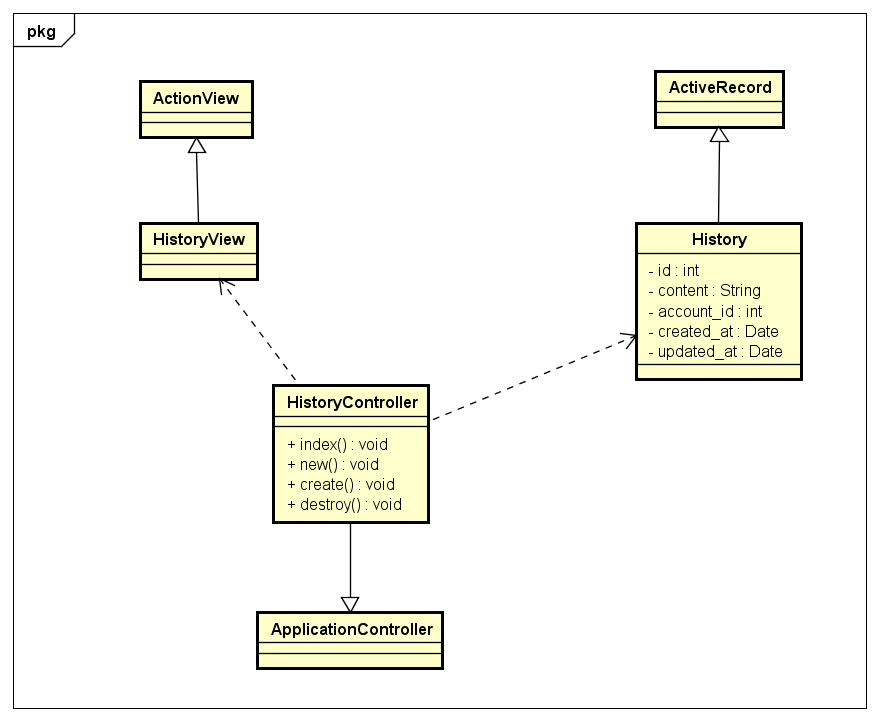 pkg
ActionView
ActiveRecord
HistoryView
History
- id : int
- content : String
- account_id : int
- created_at : Date
- updated_at : Date
HistoryController
+ index() : void
+ new() : void
+ create() : void
+ destroy() : void
ApplicationController